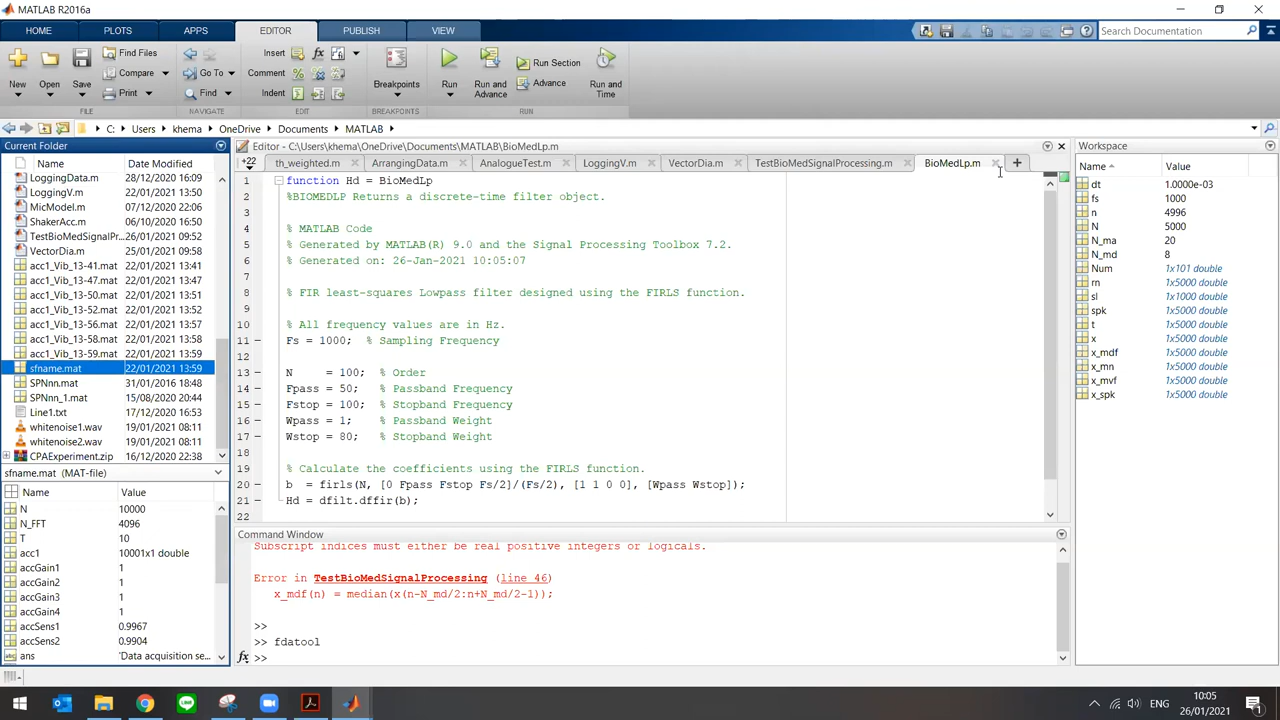 MATLAB R2016a
HOME PLOTS APPS EDITOR PUBLISH VIEW
Search Documentation
Find Files Insert fx
Compare Go To Comment Run Section
New Open Save Breakpoints Run Run and Advance Advance Run and Time
Print Find Indent
FILE NAVIGATE EDIT BREAKPOINTS RUN
C: Users khema OneDrive Documents MATLAB
Current Folder
Name Date Modified
LoggingData.m 28/12/2020 16:09
LoggingV.m 03/12/2020 19:37
MicModel.m 07/12/2020 22:06
ShakerAcc.m 06/10/2020 16:50
TestBioMedSignalPr... 26/01/2021 09:52
VectorDia.m 30/11/2020 11:05
acc1_Vib_13-41.mat 22/01/2021 13:41
acc1_Vib_13-47.mat 22/01/2021 13:47
acc1_Vib_13-50.mat 22/01/2021 13:51
acc1_Vib_13-52.mat 22/01/2021 13:52
acc1_Vib_13-56.mat 22/01/2021 13:57
acc1_Vib_13-58.mat 22/01/2021 13:58
acc1_Vib_13-59.mat 22/01/2021 13:59
sfname.mat 22/01/2021 13:59
SPNnn.mat 31/01/2016 18:48
SPNnn_1.mat 15/08/2020 20:44
Line1.txt 17/12/2020 16:53
whitenoise1.wav 19/01/2021 08:11
whitenoise2.wav 19/01/2021 08:11
CPAExperiment.zip 16/12/2020 22:38
sfname.mat (MAT-file)
Name Value
N 10000
N_FFT 4096
T 10
acc1 10001x1 double
accGain1 1
accGain2 1
accGain3 1
accGain4 1
accSens1 0.9967
accSens2 0.9904
ans 'Data acquisition se...
Editor - C:\Users\khema\OneDrive\Documents\MATLAB\BioMedLp.m
+22 th_weighted.m ArrangingData.m AnalogueTest.m LoggingV.m VectorDia.m TestBioMedSignalProcessing.m BioMedLp.m
1 function Hd = BioMedLp
2 %BIOMEDLP Returns a discrete-time filter object.
3
4 % MATLAB Code
5 % Generated by MATLAB(R) 9.0 and the Signal Processing Toolbox 7.2.
6 % Generated on: 26-Jan-2021 10:05:07
7
8 % FIR least-squares Lowpass filter designed using the FIRLS function.
9
10 % All frequency values are in Hz.
11 Fs = 1000; % Sampling Frequency
12
13 N = 100; % Order
14 Fpass = 50; % Passband Frequency
15 Fstop = 100; % Stopband Frequency
16 Wpass = 1; % Passband Weight
17 Wstop = 80; % Stopband Weight
18
19 % Calculate the coefficients using the FIRLS function.
20 b = firls(N, [0 Fpass Fstop Fs/2]/(Fs/2), [1 1 0 0], [Wpass Wstop]);
21 Hd = dfilt.dffir(b);
22
Command Window
Subscript indices must either be real positive integers or logicals.
Error in TestBioMedSignalProcessing (line 46)
x_mdf(n) = median(x(n-N_md/2:n+N_md/2-1));
>>
>> fdatool
fx >>
Workspace
Name Value
dt 1.0000e-03
fs 1000
n 4996
N 5000
N_ma 20
N_md 8
Num 1x101 double
rn 1x5000 double
sl 1x1000 double
spk 1x5000 double
t 1x5000 double
x 1x5000 double
x_mdf 1x5000 double
x_mn 1x5000 double
x_mvf 1x5000 double
x_spk 1x5000 double
ENG 10:05
26/01/2021